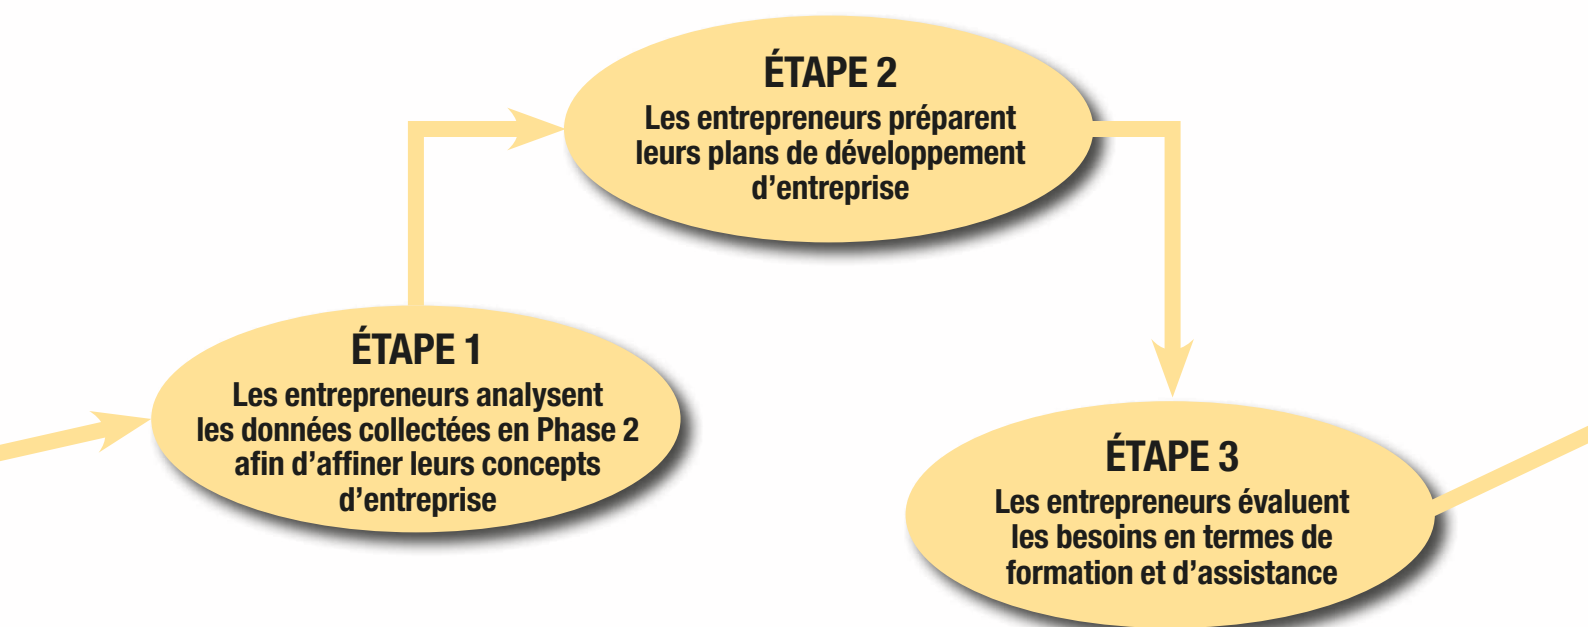 ÉTAPE 1
Les entrepreneurs analysent
les données collectées en Phase 2
afin d’affiner leurs concepts
d’entreprise
ÉTAPE 2
Les entrepreneurs préparent
leurs plans de développement
d’entreprise
ÉTAPE 3
Les entrepreneurs évaluent
les besoins en termes de
formation et d’assistance